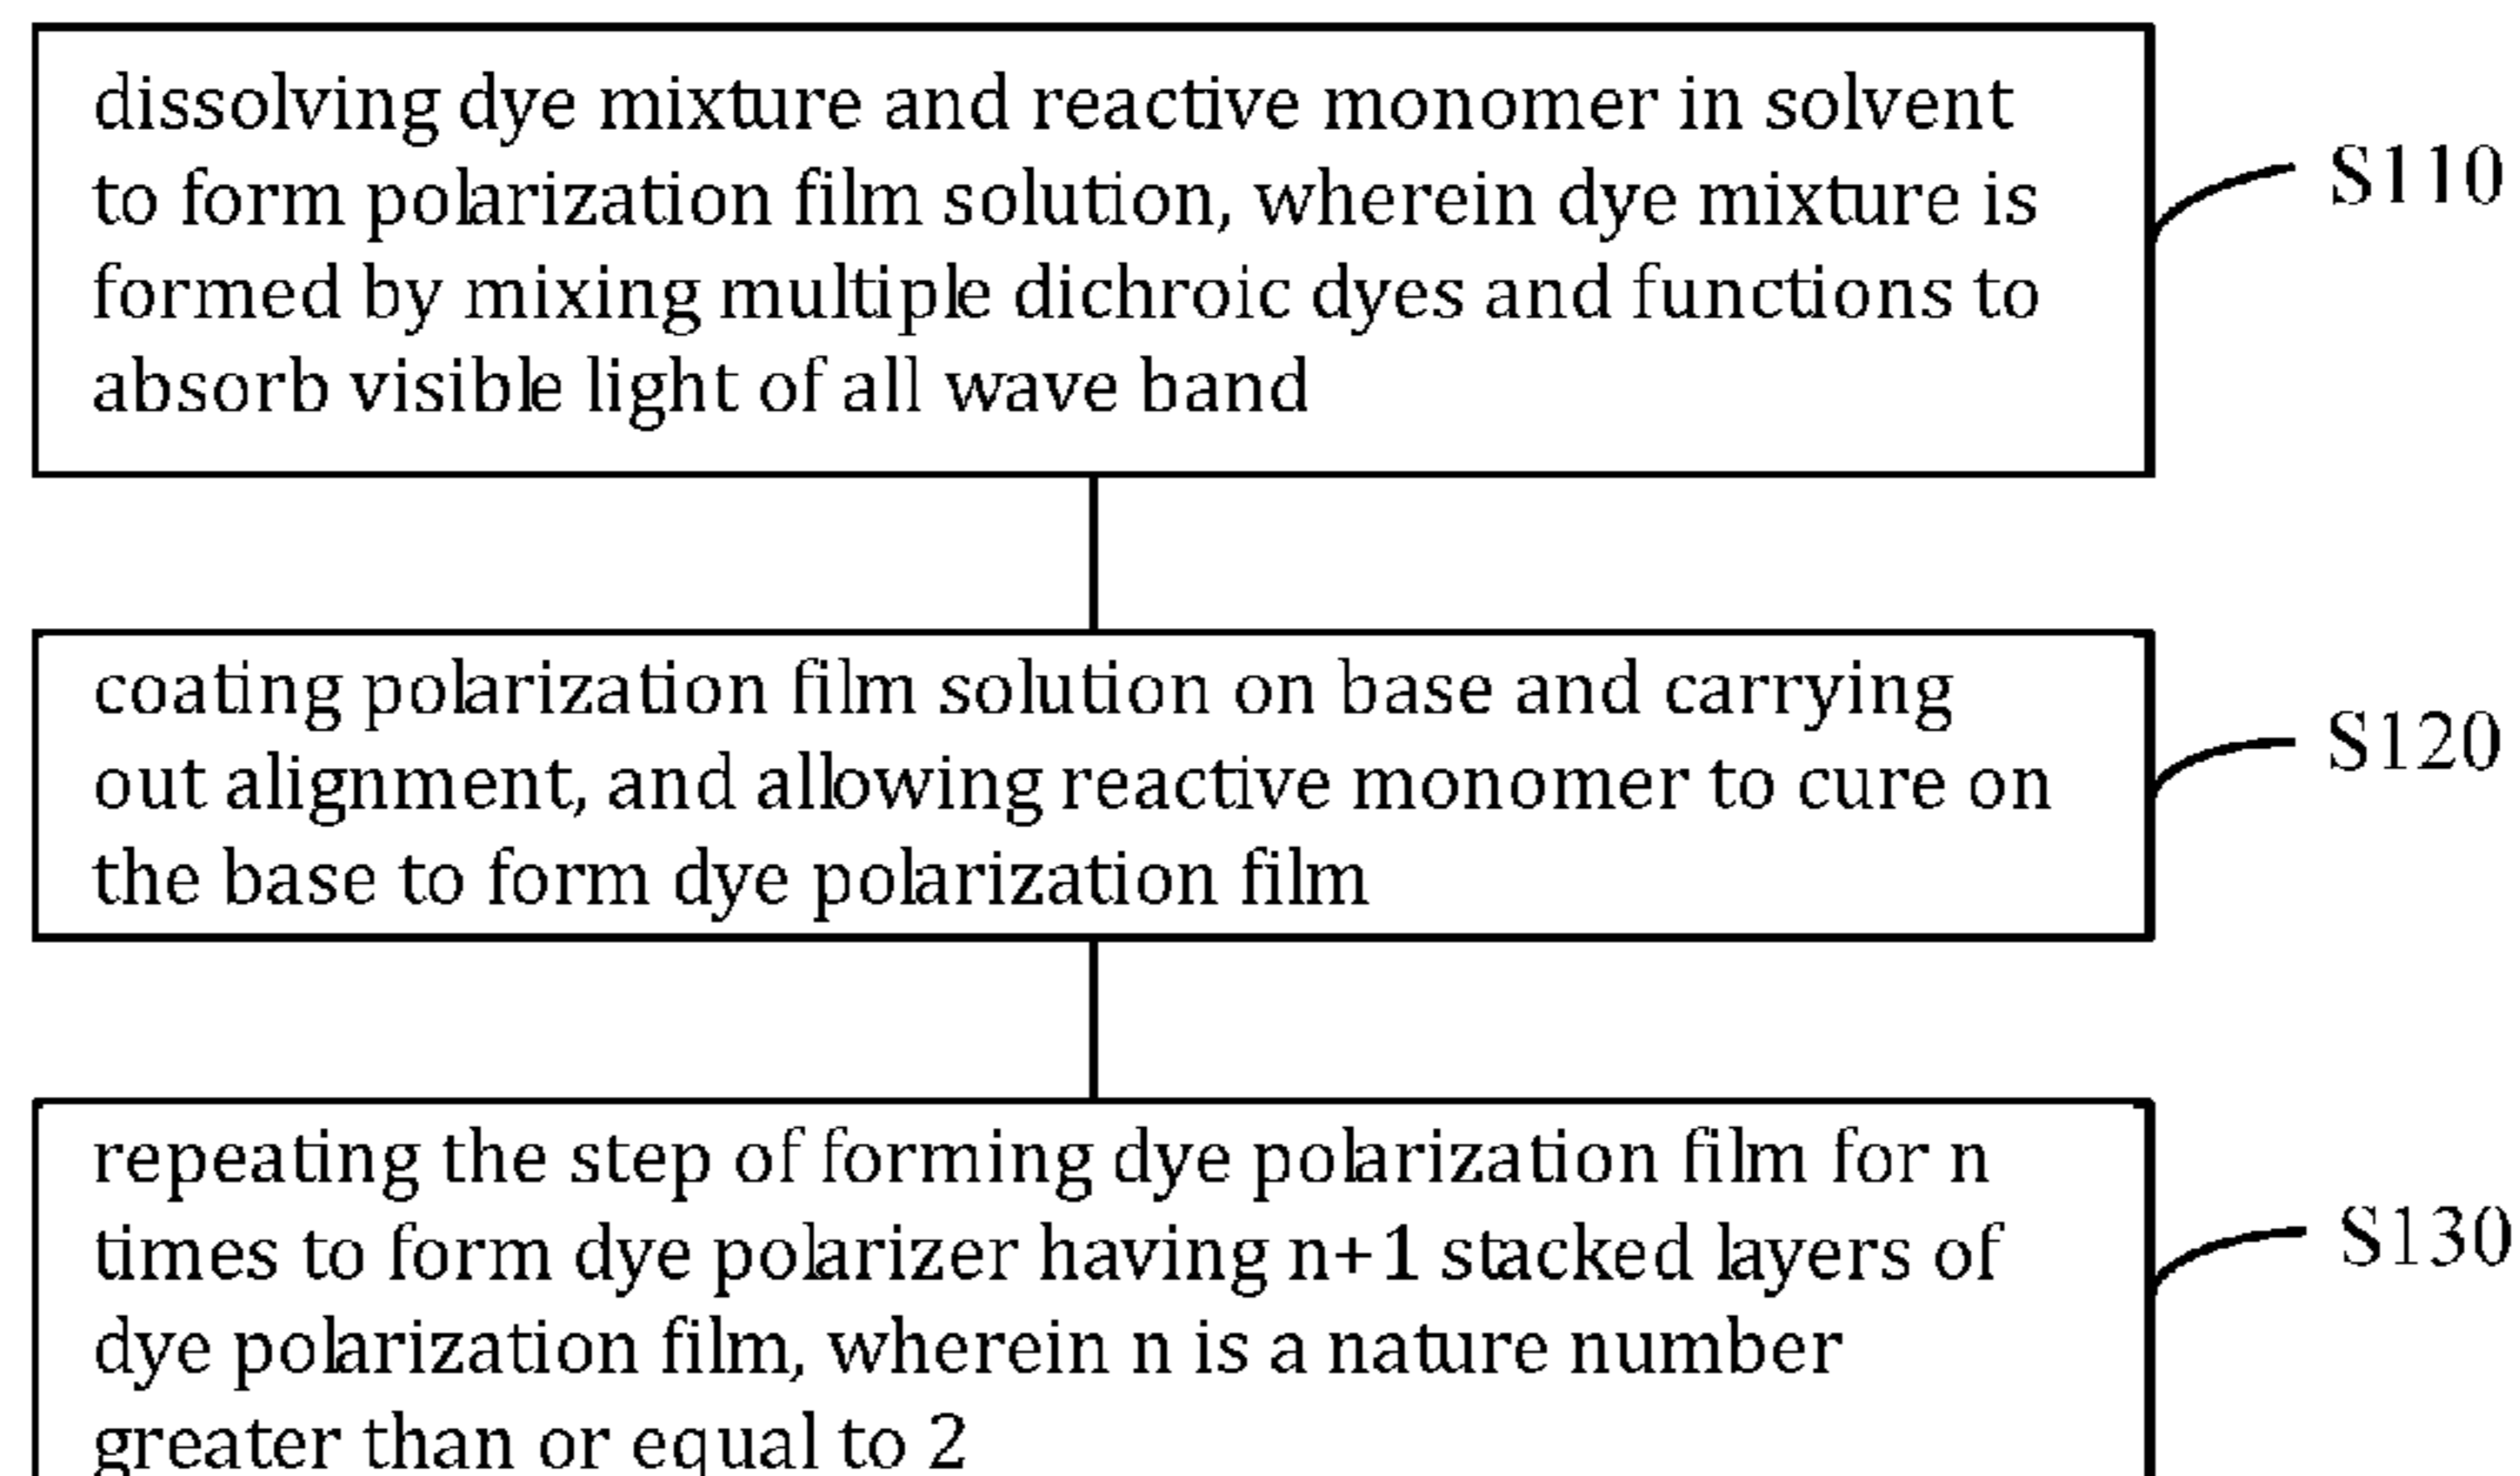 dissolving dye mixture and reactive monomer in solvent
to form polarization film solution, wherein dye mixture is
formed by mixing multiple dichroic dyes and functions to
absorb visible light of all wave band
S110
coating polarization film solution on base and carrying
out alignment, and allowing reactive monomer to cure on
the base to form dye polarization film
S120
repeating the step of forming dye polarization film for n
times to form dye polarizer having n+1 stacked layers of
dye polarization film, wherein n is a nature number
greater than or equal to 2
S130